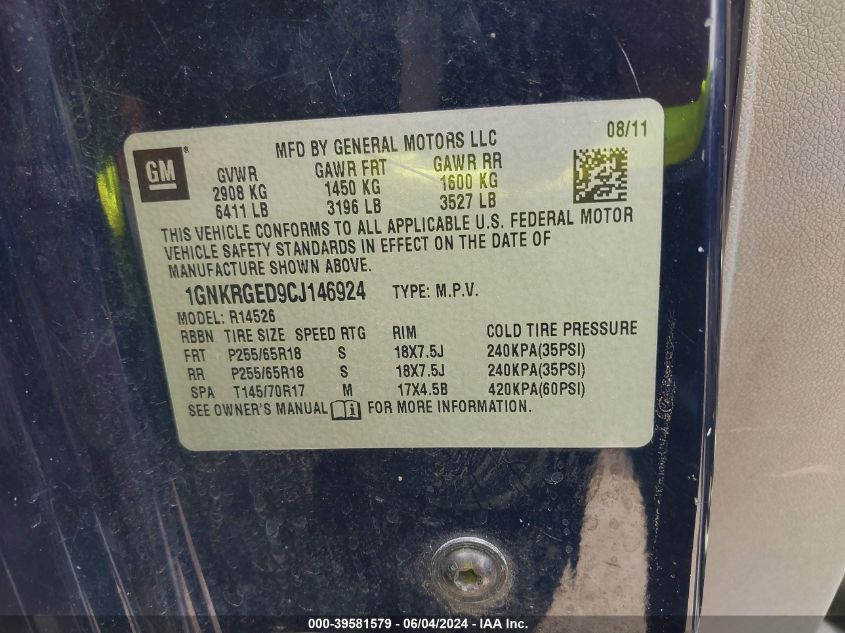 GM ®
MFD BY GENERAL MOTORS LLC 08/11
GVWR GAWR FRT GAWR RR
2908 KG 1450 KG 1600 KG
6411 LB 3196 LB 3527 LB
THIS VEHICLE CONFORMS TO ALL APPLICABLE U.S. FEDERAL MOTOR
VEHICLE SAFETY STANDARDS IN EFFECT ON THE DATE OF
MANUFACTURE SHOWN ABOVE.
1GNKRGED9CJ146924 TYPE: M.P.V.
MODEL: R14526
RBBN TIRE SIZE SPEED RTG RIM COLD TIRE PRESSURE
FRT P255/65R18 S 18X7.5J 240KPA(35PSI)
RR P255/65R18 S 18X7.5J 240KPA(35PSI)
SPA T145/70R17 M 17X4.5B 420KPA(60PSI)
SEE OWNER'S MANUAL FOR MORE INFORMATION.
000-39581579 - 06/04/2024 - IAA Inc.